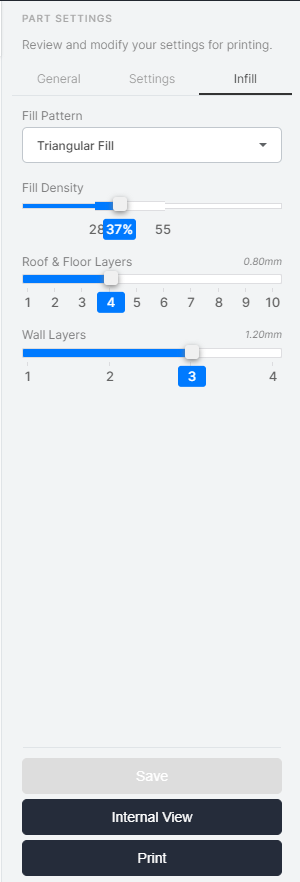 PART SETTINGS
Review and modify your settings for printing.
General Settings Infill
Fill Pattern
Triangular Fill
Fill Density
28 37% 55
Roof & Floor Layers 0.80mm
1 2 3 4 5 6 7 8 9 10
Wall Layers 1.20mm
1 2 3 4
Save
Internal View
Print